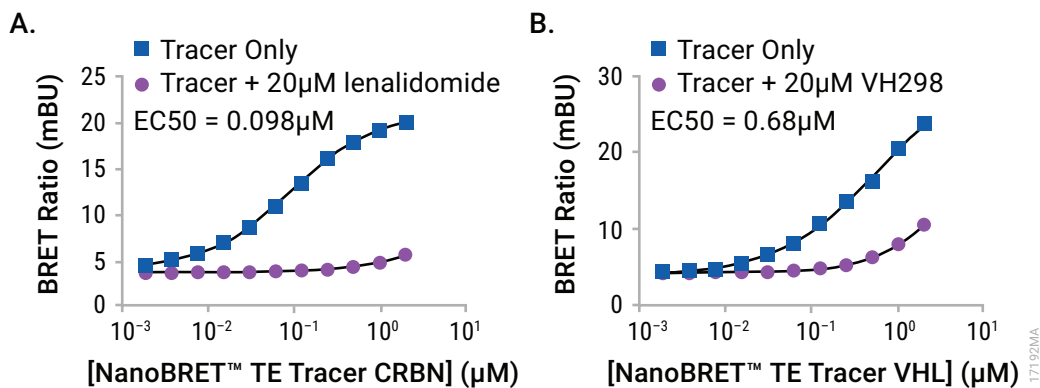 A.
Tracer Only
Tracer + 20μM lenalidomide
EC50 = 0.098μM
BRET Ratio (mBU)
25
20
15
10
5
0
10⁻³ 10⁻² 10⁻¹ 10⁰ 10¹
[NanoBRET™ TE Tracer CRBN] (μM)
B.
Tracer Only
Tracer + 20μM VH298
EC50 = 0.68μM
BRET Ratio (mBU)
30
20
10
0
10⁻³ 10⁻² 10⁻¹ 10⁰ 10¹
[NanoBRET™ TE Tracer VHL] (μM)
17192MA